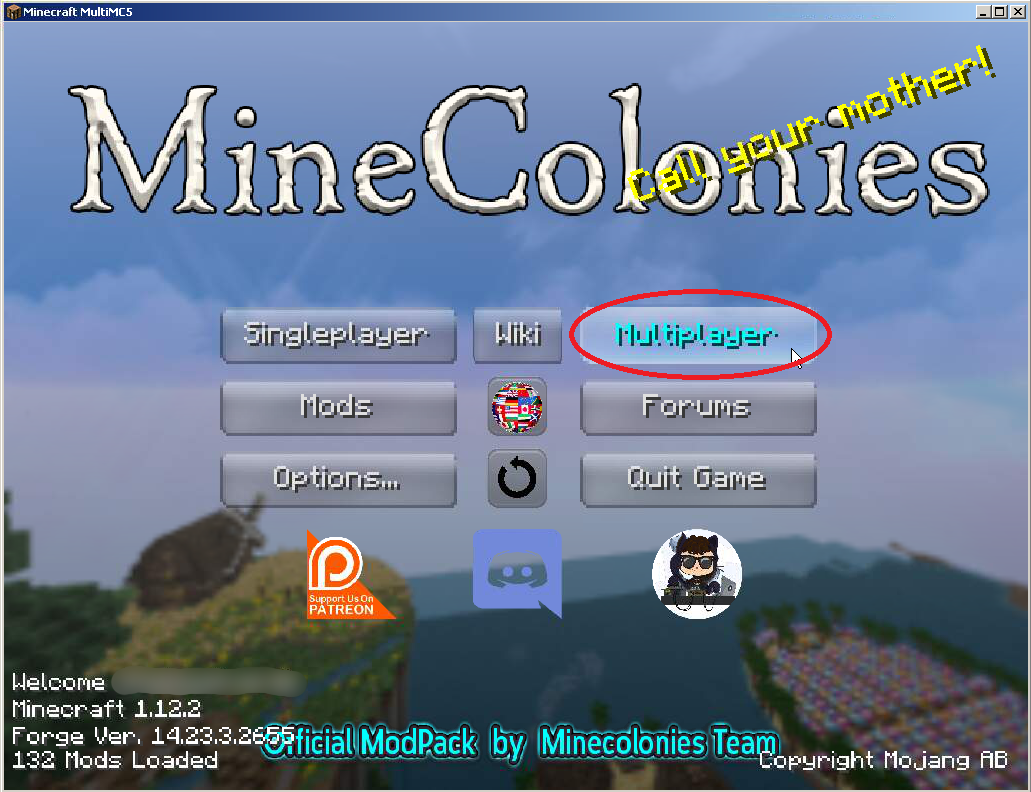 Minecraft MultiMC5
MineColonies
Call your mother!
Singleplayer
Wiki
Multiplayer
Mods
Forums
Options...
Quit Game
Support Us On
PATREON
Welcome
Minecraft 1.12.2
Forge Ver. 14.23.3.2655
132 Mods Loaded
Official ModPack by Minecolonies Team
Copyright Mojang AB